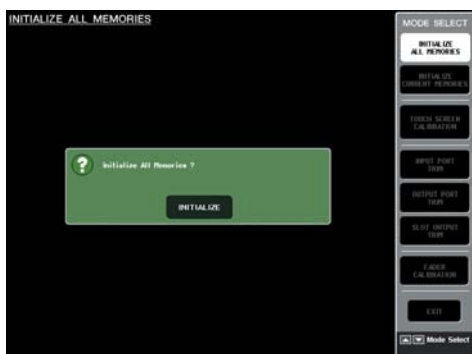 INITIALIZE ALL MEMORIES
MODE SELECT
INITIALIZE
ALL MEMORIES
INITIALIZE
CURRENT MEMORIES
TOUCH SCREEN
CALIBRATION
INPUT PORT
TRIM
OUTPUT PORT
TRIM
SLOT OUTPUT
TRIM
FADER
CALIBRATION
EXIT
Mode Select
?
Initialize All Memories ?
INITIALIZE